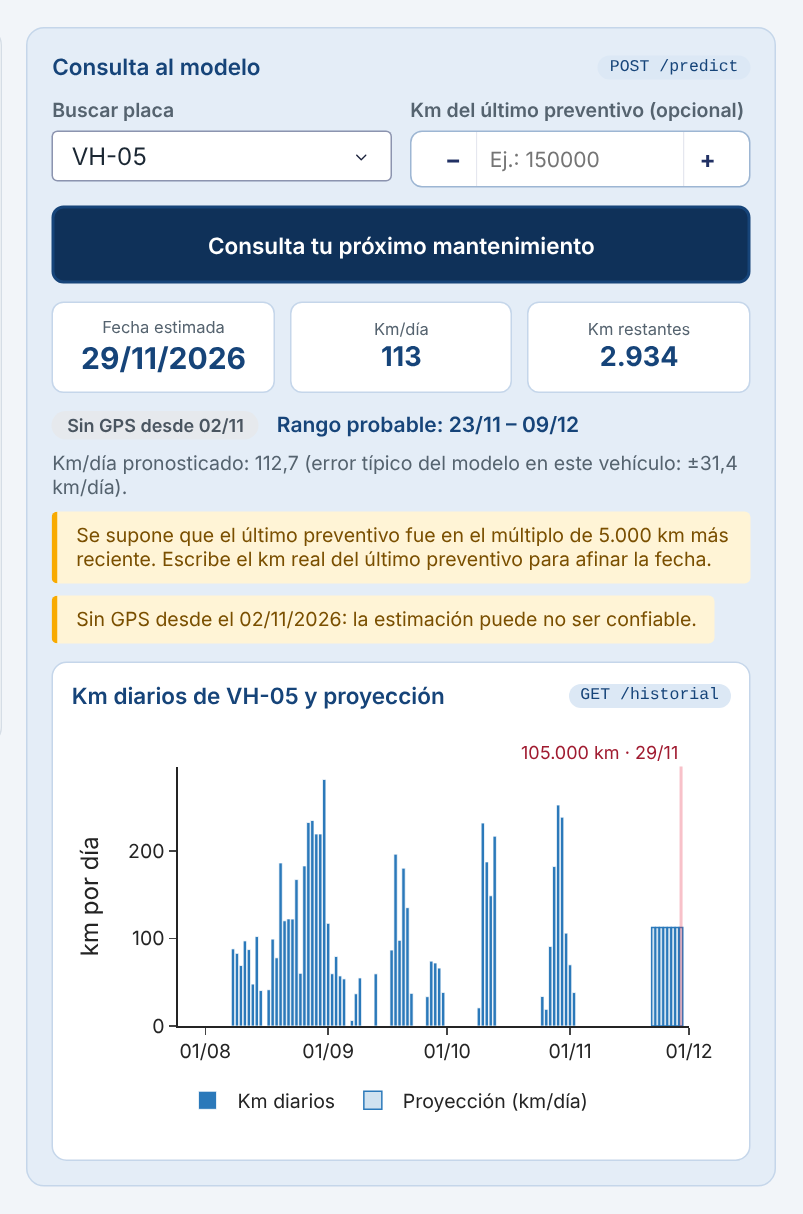 Consulta al modelo
POST /predict
Buscar placa
Km del último preventivo (opcional)
VH-05
– Ej.: 150000 +
Consulta tu próximo mantenimiento
Fecha estimada
29/11/2026
Km/día
113
Km restantes
2.934
Sin GPS desde 02/11
Rango probable: 23/11 – 09/12
Km/día pronosticado: 112,7 (error típico del modelo en este vehículo: ±31,4
km/día).
Se supone que el último preventivo fue en el múltiplo de 5.000 km más
reciente. Escribe el km real del último preventivo para afinar la fecha.
Sin GPS desde el 02/11/2026: la estimación puede no ser confiable.
Km diarios de VH-05 y proyección
GET /historial
105.000 km · 29/11
km por día
200
100
0
01/08 01/09 01/10 01/11 01/12
Km diarios
Proyección (km/día)